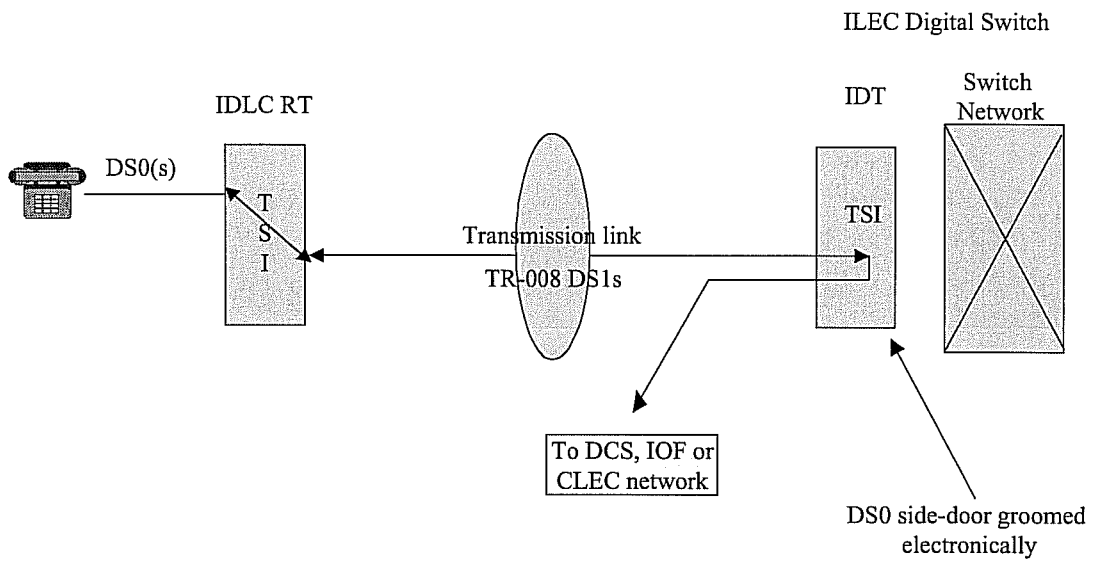 ILEC Digital Switch
IDLC RT
IDT
Switch
Network
DS0(s)
T
S
I
TSI
Transmission link
TR-008 DS1s
To DCS, IOF or
CLEC network
DS0 side-door groomed
electronically